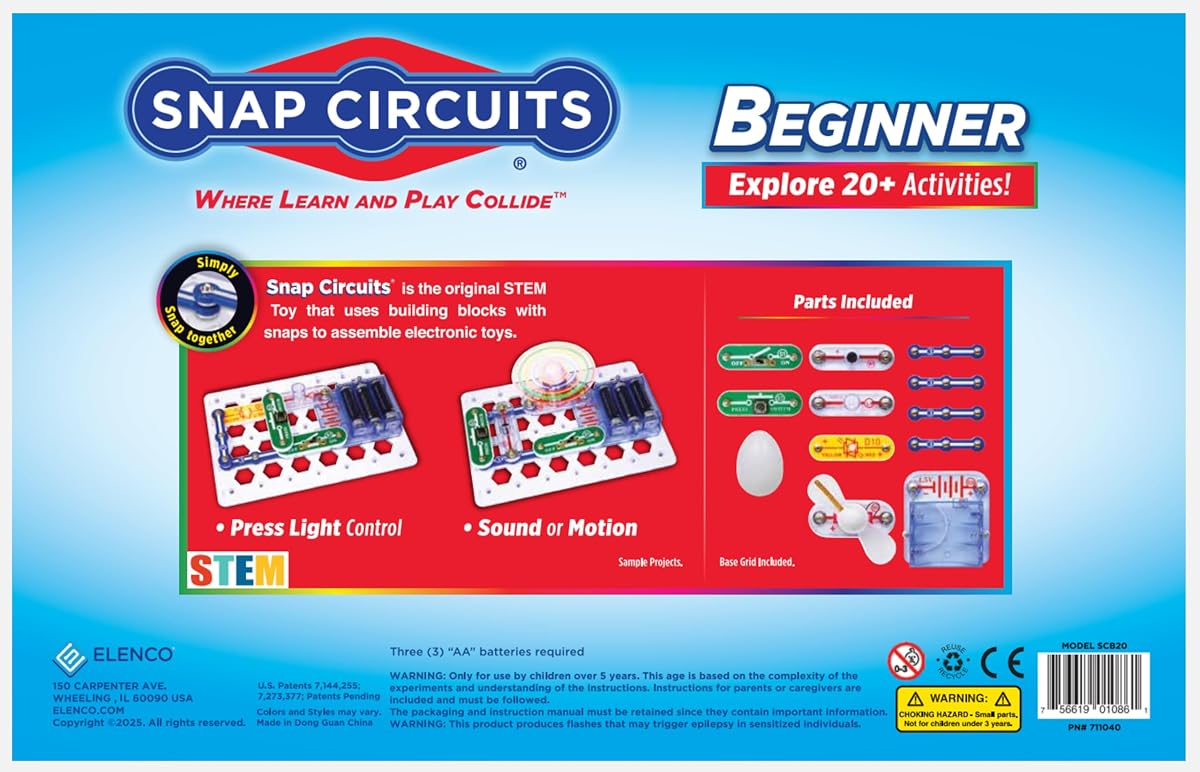 SNAP CIRCUITS
®
WHERE LEARN AND PLAY COLLIDE™
BEGINNER
Explore 20+ Activities!
Simply
Snap together
Snap Circuits® is the original STEM
Toy that uses building blocks with
snaps to assemble electronic toys.
• Press Light Control
• Sound or Motion
Sample Projects.
STEM
Parts Included
OFF ON
PRESS SWITCH
YELLOW D10
1.5V
Base Grid Included.
ELENCO
150 CARPENTER AVE.
WHEELING , IL 60090 USA
ELENCO.COM
Copyright ©2025. All rights reserved.
U.S. Patents 7,144,255;
7,273,377; Patents Pending
Colors and Styles may vary.
Made in Dong Guan China
Three (3) “AA” batteries required
WARNING: Only for use by children over 5 years. This age is based on the complexity of the
experiments and understanding of the instructions. Instructions for parents or caregivers are
included and must be followed.
The packaging and instruction manual must be retained since they contain important information.
WARNING: This product produces flashes that may trigger epilepsy in sensitized individuals.
0-3
REUSE
RECYCLE
CE
WARNING:
CHOKING HAZARD - Small parts.
Not for children under 3 years.
MODEL SCB20
7 56619 01086 1
PN# 711040